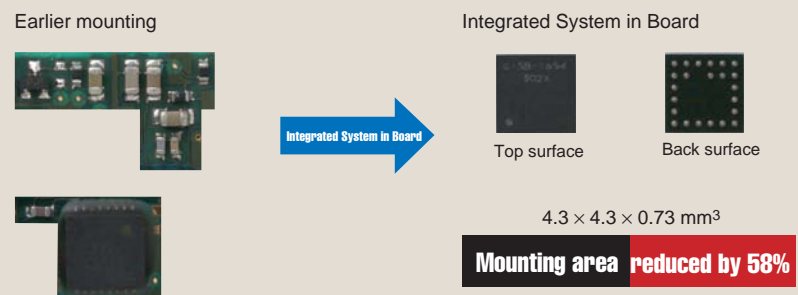 Earlier mounting
Integrated System in Board
Integrated System in Board
Top surface
Back surface
4.3 × 4.3 × 0.73 mm³
Mounting area reduced by 58%